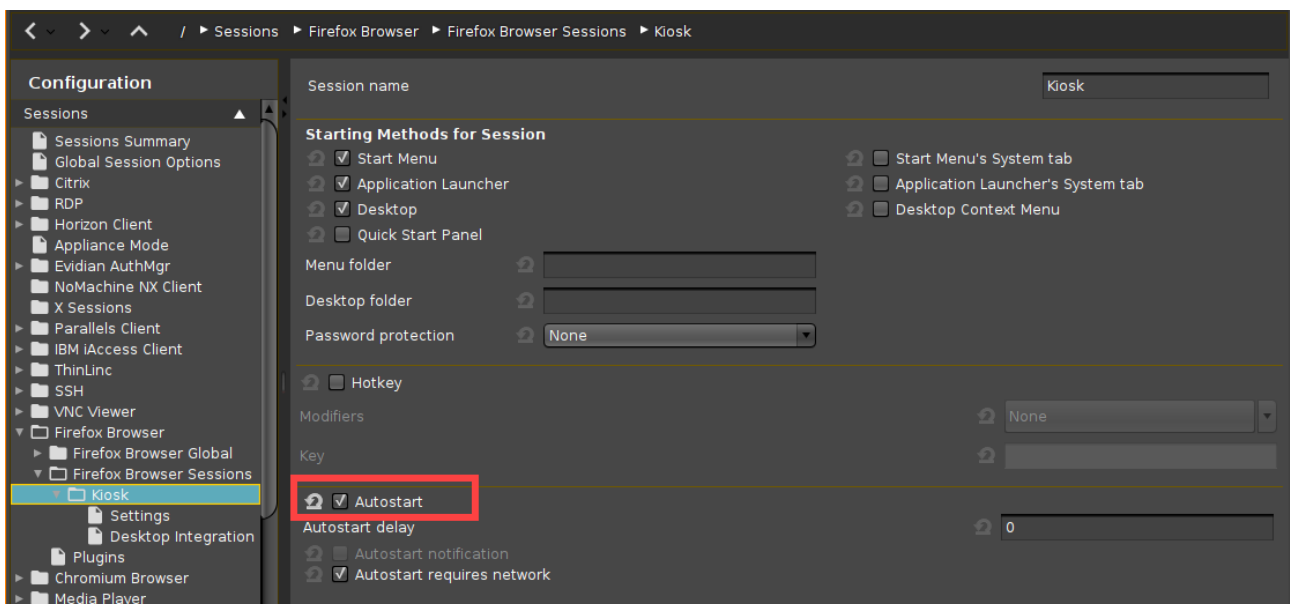 / Sessions Firefox Browser Firefox Browser Sessions Kiosk
Configuration
Sessions
Sessions Summary
Global Session Options
Citrix
RDP
Horizon Client
Appliance Mode
Evidian AuthMgr
NoMachine NX Client
X Sessions
Parallels Client
IBM iAccess Client
ThinLinc
SSH
VNC Viewer
Firefox Browser
Firefox Browser Global
Firefox Browser Sessions
Kiosk
Settings
Desktop Integration
Plugins
Chromium Browser
Media Player
Session name Kiosk
Starting Methods for Session
Start Menu Start Menu's System tab
Application Launcher Application Launcher's System tab
Desktop Desktop Context Menu
Quick Start Panel
Menu folder
Desktop folder
Password protection None
Hotkey
Modifiers None
Key
Autostart
Autostart delay 0
Autostart notification
Autostart requires network